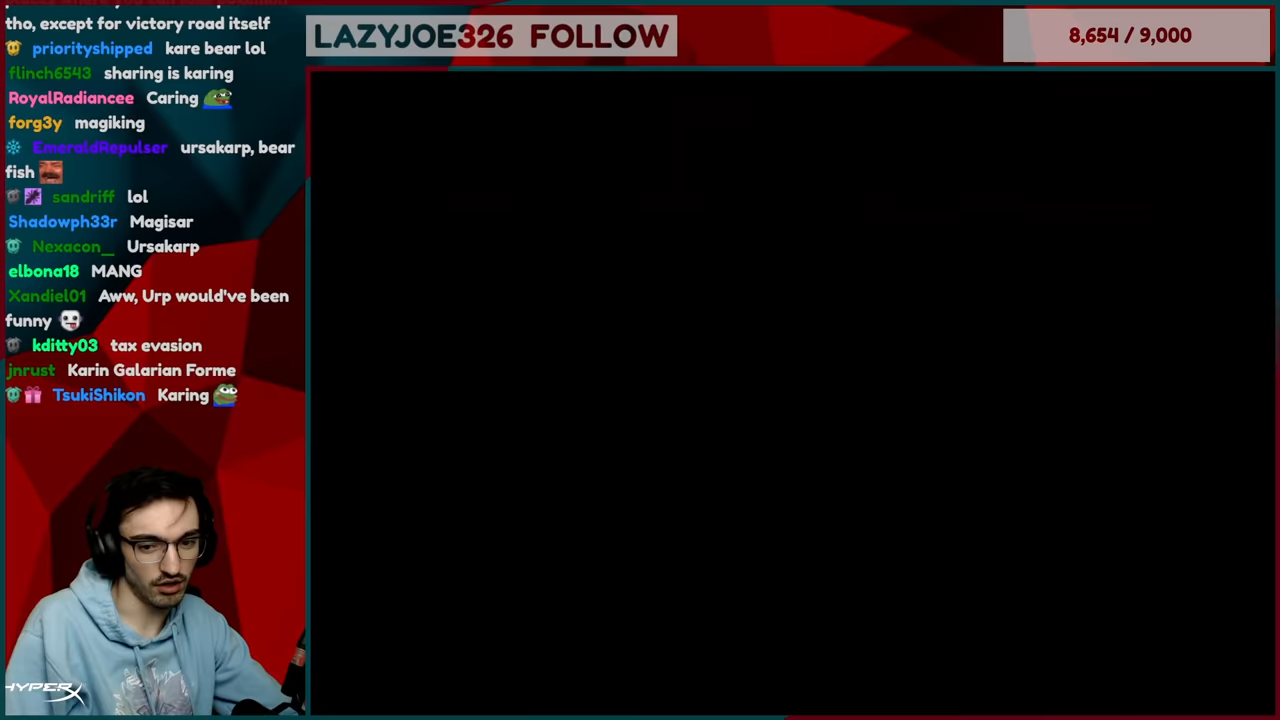 tho, except for victory road itself
priorityshipped kare bear lol
flinch6543 sharing is karing
RoyalRadiancee Caring
forg3y magiking
EmeraldRepulser ursakarp, bear
fish
sandriff lol
Shadowph33r Magisar
Nexacon__ Ursakarp
elbona18 MANG
Xandiel01 Aww, Urp would've been
funny
kditty03 tax evasion
jnrust Karin Galarian Forme
TsukiShikon Karing
LAZYJOE326 FOLLOW
8,654 / 9,000
HYPERX